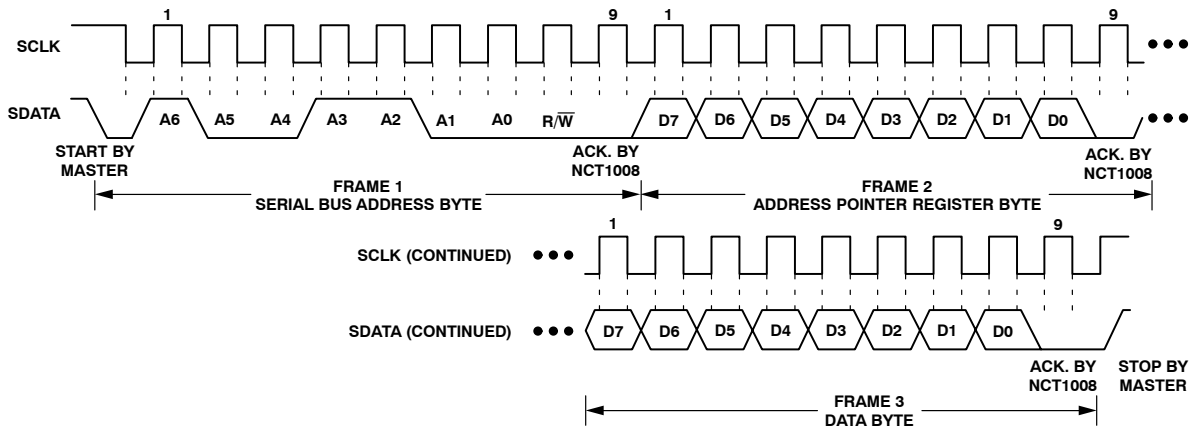 1 9 1 9
SCLK
SDATA A6 A5 A4 A3 A2 A1 A0 R/W̅ D7 D6 D5 D4 D3 D2 D1 D0
START BY
MASTER
ACK. BY
NCT1008
ACK. BY
NCT1008
FRAME 1
SERIAL BUS ADDRESS BYTE
FRAME 2
ADDRESS POINTER REGISTER BYTE
1 9
SCLK (CONTINUED)
SDATA (CONTINUED) D7 D6 D5 D4 D3 D2 D1 D0
ACK. BY
NCT1008
STOP BY
MASTER
FRAME 3
DATA BYTE